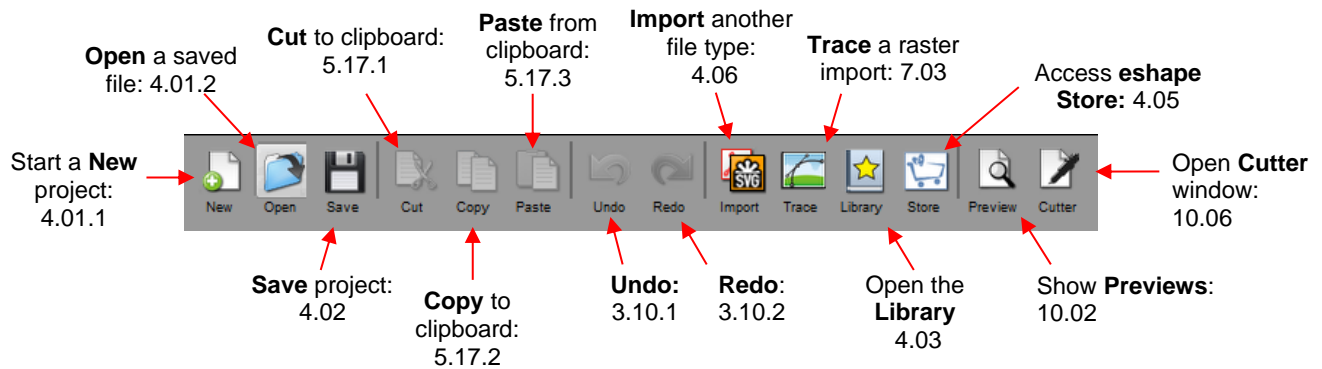 Open a saved
file: 4.01.2
Cut to clipboard:
5.17.1
Paste from
clipboard:
5.17.3
Import another
file type:
4.06
Trace a raster
import: 7.03
Access eshape
Store: 4.05
Start a New
project:
4.01.1
SVG
New Open Save Cut Copy Paste Undo Redo Import Trace Library Store Preview Cutter
Open Cutter
window:
10.06
Save project:
4.02
Copy to
clipboard:
5.17.2
Undo:
3.10.1
Redo:
3.10.2
Open the
Library
4.03
Show Previews:
10.02